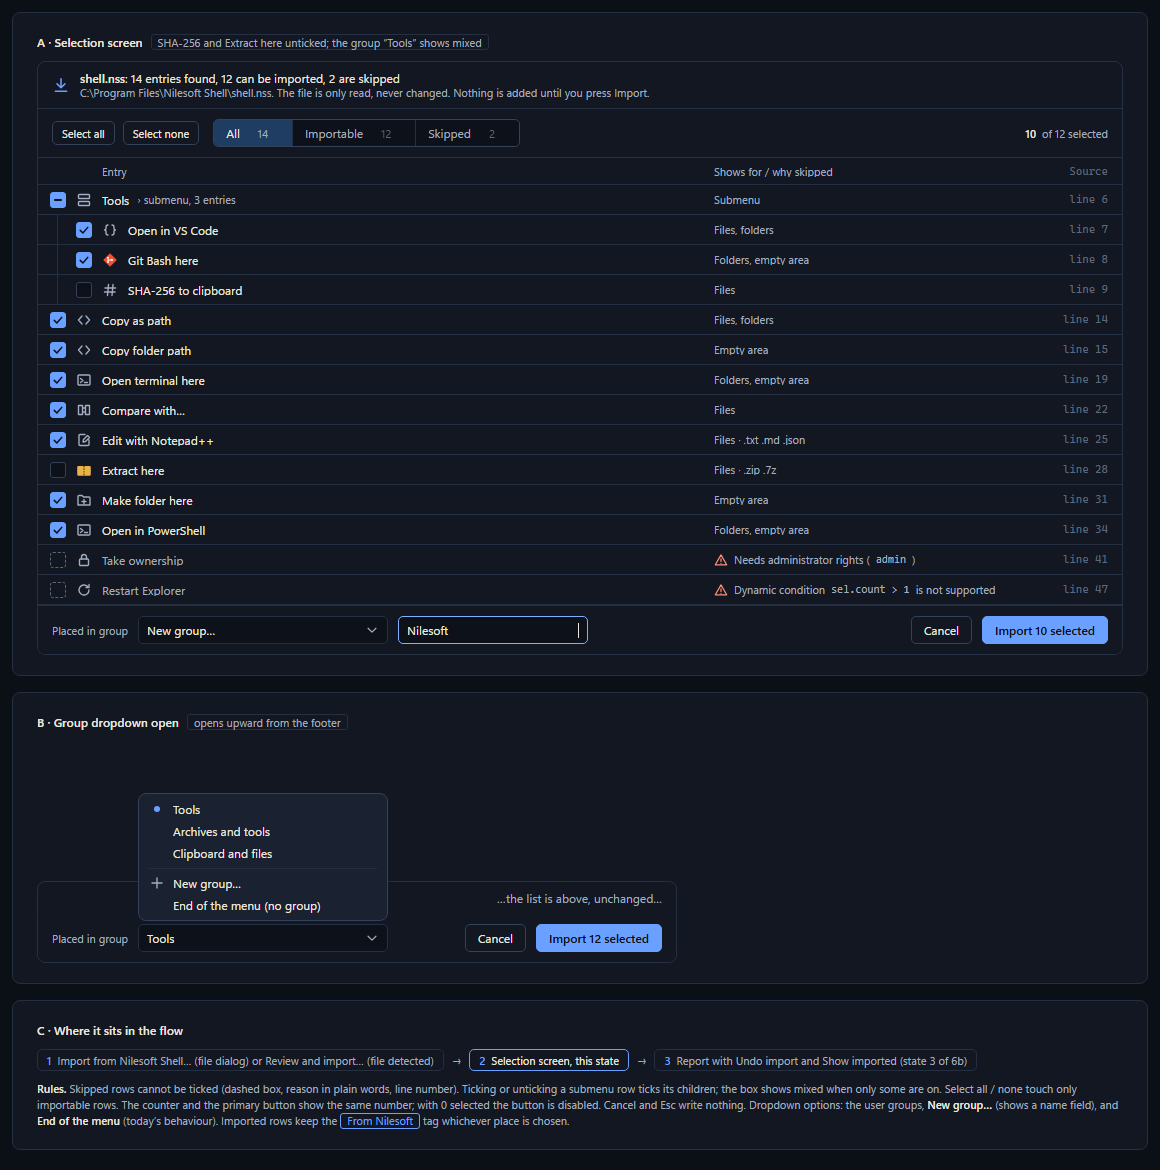 A · Selection screen SHA-256 and Extract here unticked; the group "Tools" shows mixed
shell.nss: 14 entries found, 12 can be imported, 2 are skipped
C:\Program Files\Nilesoft Shell\shell.nss. The file is only read, never changed. Nothing is added until you press Import.
Select all Select none All 14 Importable 12 Skipped 2 10 of 12 selected
Entry Shows for / why skipped Source
Tools › submenu, 3 entries Submenu line 6
Open in VS Code Files, folders line 7
Git Bash here Folders, empty area line 8
SHA-256 to clipboard Files line 9
Copy as path Files, folders line 14
Copy folder path Empty area line 15
Open terminal here Folders, empty area line 19
Compare with... Files line 22
Edit with Notepad++ Files · .txt .md .json line 25
Extract here Files · .zip .7z line 28
Make folder here Empty area line 31
Open in PowerShell Folders, empty area line 34
Take ownership Needs administrator rights ( admin ) line 41
Restart Explorer Dynamic condition sel.count > 1 is not supported line 47
Placed in group New group... Nilesoft Cancel Import 10 selected
B · Group dropdown open opens upward from the footer
Tools
Archives and tools
Clipboard and files
New group...
...the list is above, unchanged...
End of the menu (no group)
Placed in group Tools Cancel Import 12 selected
C · Where it sits in the flow
1 Import from Nilesoft Shell... (file dialog) or Review and import... (file detected) → 2 Selection screen, this state → 3 Report with Undo import and Show imported (state 3 of 6b)
Rules. Skipped rows cannot be ticked (dashed box, reason in plain words, line number). Ticking or unticking a submenu row ticks its children; the box shows mixed when only some are on. Select all / none touch only
importable rows. The counter and the primary button show the same number; with 0 selected the button is disabled. Cancel and Esc write nothing. Dropdown options: the user groups, New group... (shows a name field), and
End of the menu (today's behaviour). Imported rows keep the From Nilesoft tag whichever place is chosen.